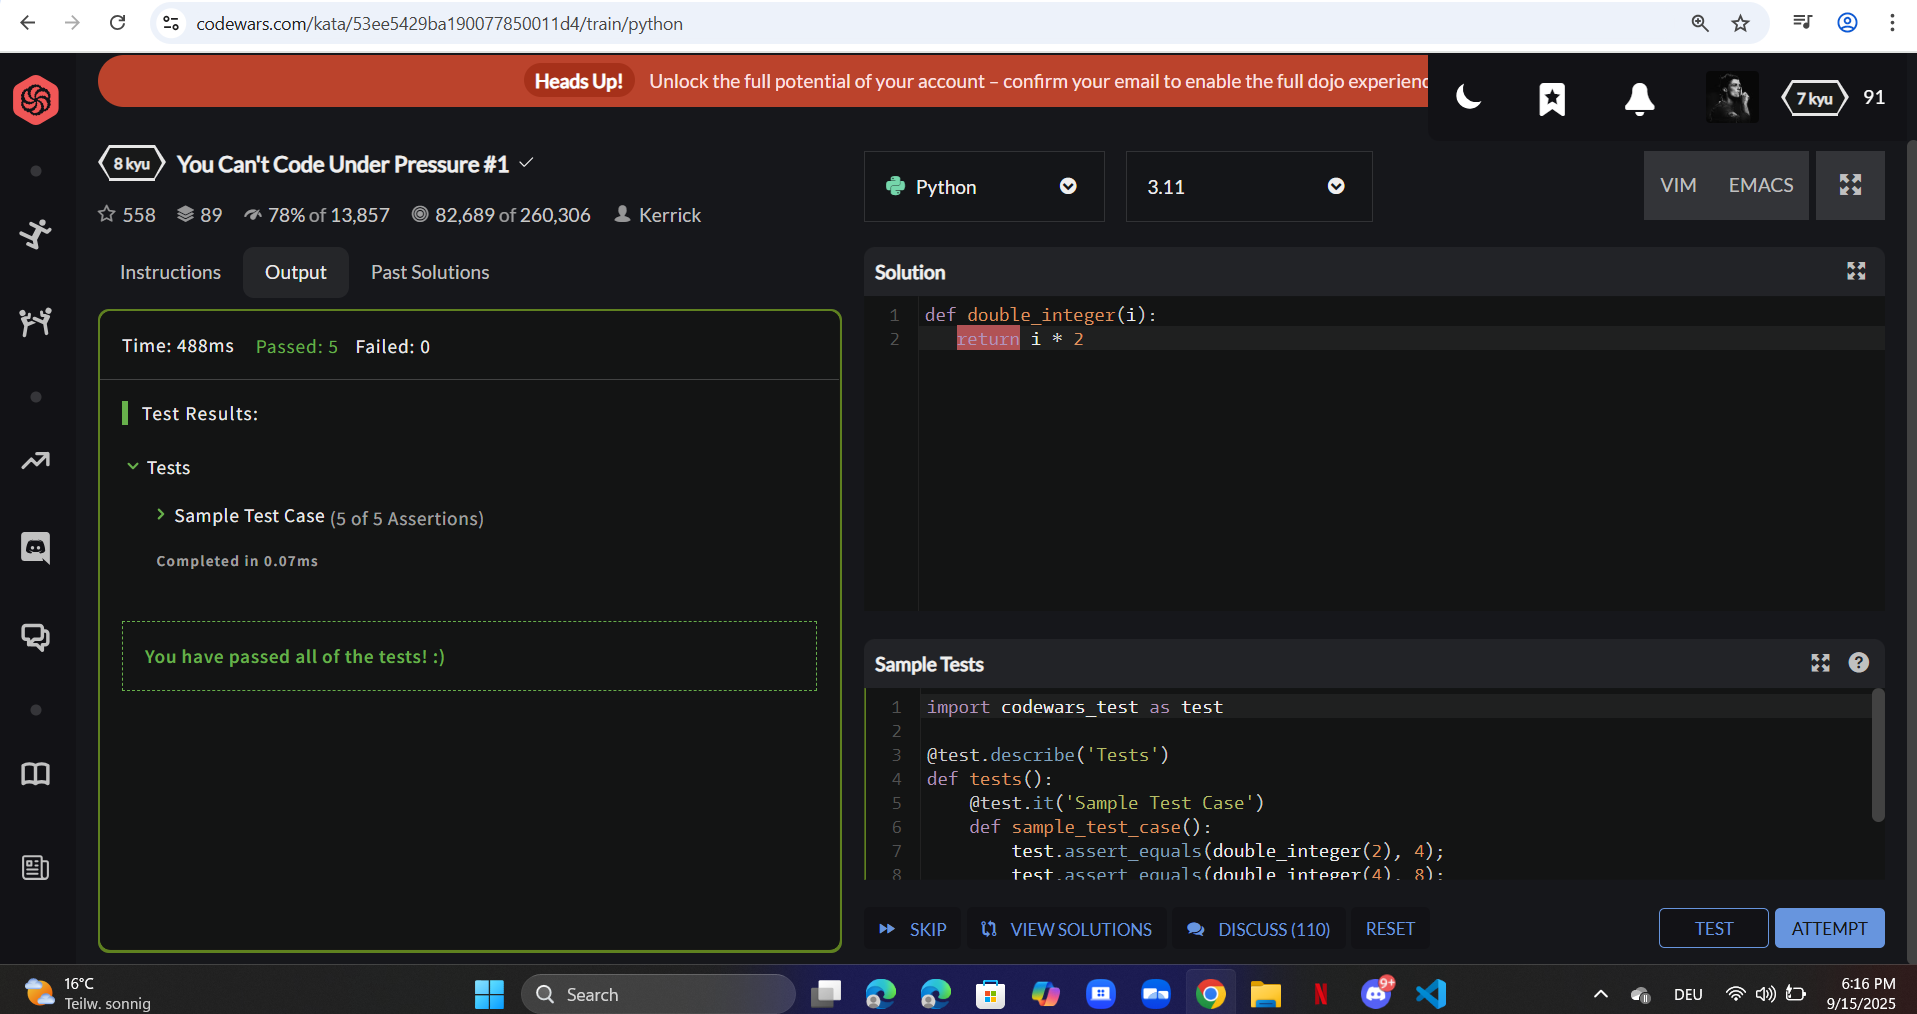 codewars.com/kata/53ee5429ba190077850011d4/train/python
Heads Up! Unlock the full potential of your account – confirm your email to enable the full dojo experienc
7 kyu 91
8 kyu You Can't Code Under Pressure #1
558 89 78% of 13,857 82,689 of 260,306 Kerrick
Python 3.11 VIM EMACS
Instructions Output Past Solutions
Time: 488ms Passed: 5 Failed: 0
Test Results:
Tests
Sample Test Case (5 of 5 Assertions)
Completed in 0.07ms
You have passed all of the tests! :)
Solution
1 def double_integer(i):
2 return i * 2
Sample Tests
?
1 import codewars_test as test
2
3 @test.describe('Tests')
4 def tests():
5 @test.it('Sample Test Case')
6 def sample_test_case():
7 test.assert_equals(double_integer(2), 4);
8 test.assert_equals(double_integer(4), 8);
SKIP VIEW SOLUTIONS DISCUSS (110) RESET TEST ATTEMPT
16°C
Teilw. sonnig
Search
N
9+
DEU
6:16 PM
9/15/2025